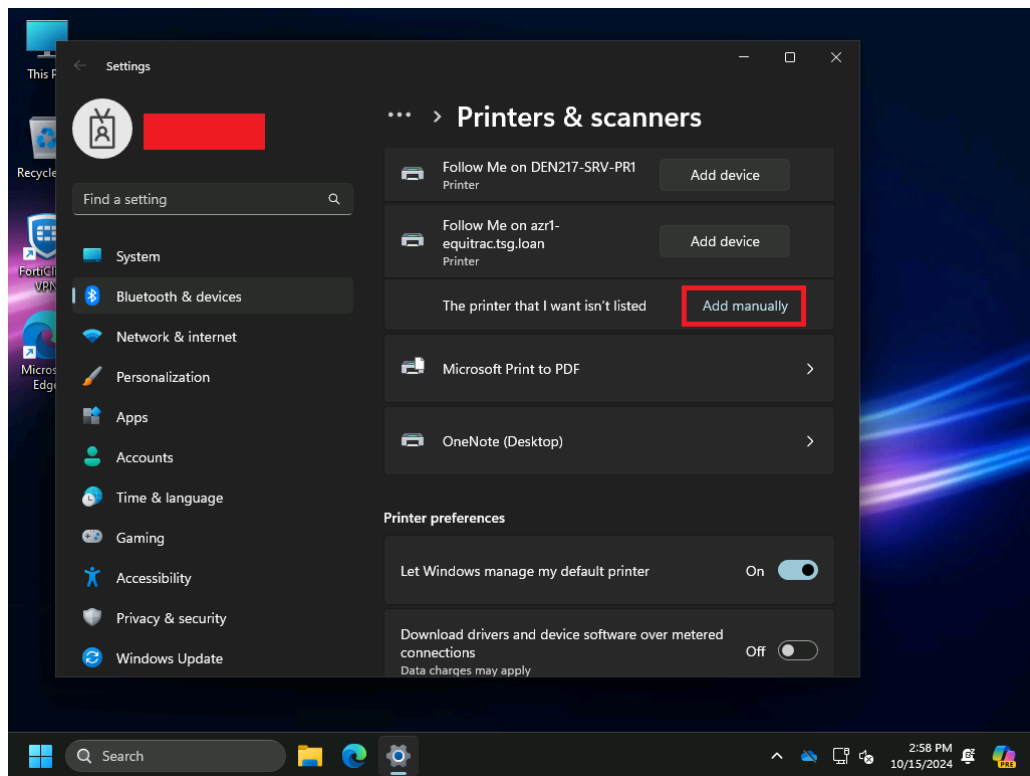 This P
Recycle
FortiCli
VPN
Micros
Edg
Settings
Find a setting
System
Bluetooth & devices
Network & internet
Personalization
Apps
Accounts
Time & language
Gaming
Accessibility
Privacy & security
Windows Update
... > Printers & scanners
Follow Me on DEN217-SRV-PR1
Printer
Add device
Follow Me on azr1-
equitrac.tsg.loan
Printer
Add device
The printer that I want isn't listed
Add manually
Microsoft Print to PDF
OneNote (Desktop)
Printer preferences
Let Windows manage my default printer
On
Download drivers and device software over metered
connections
Data charges may apply
Off
Search
2:58 PM
10/15/2024
PRE